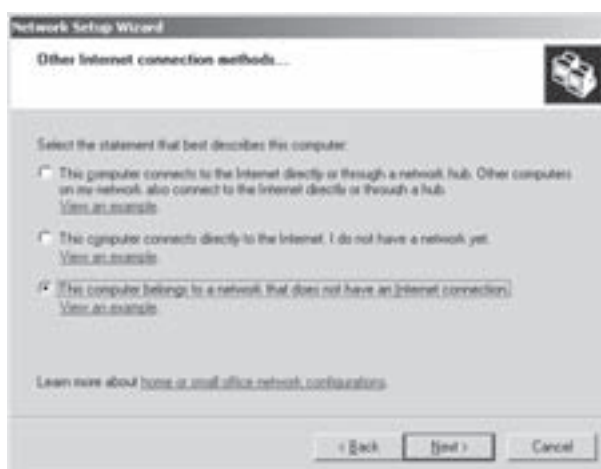 Network Setup Wizard
Other Internet connection methods...
Select the statement that best describes this computer:
This computer connects to the Internet directly or through a network hub. Other computers
on my network also connect to the Internet directly or through a hub.
View an example.
This computer connects directly to the Internet. I do not have a network yet.
View an example.
This computer belongs to a network that does not have an Internet connection.
View an example.
Learn more about home or small office network configurations.
< Back
Next >
Cancel